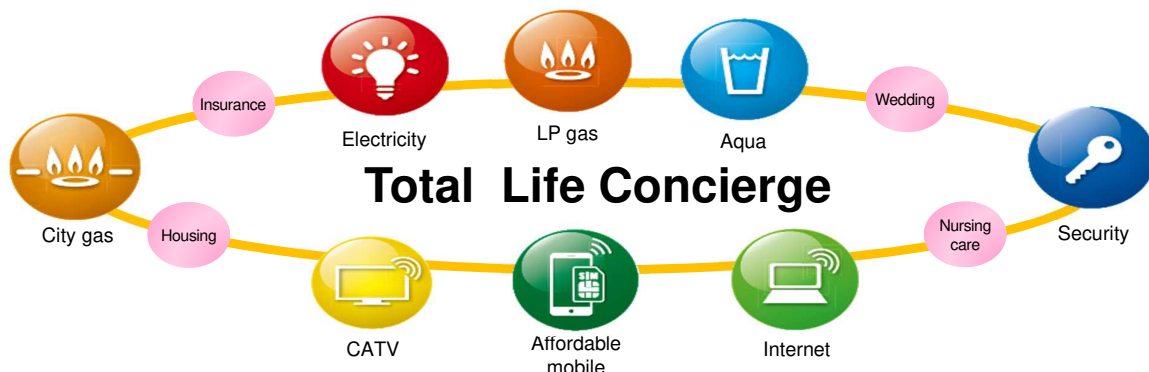 Insurance
Electricity
LP gas
Aqua
Wedding
Total Life Concierge
City gas
Housing
Nursing
care
Security
CATV
SIM
Affordable
mobile
Internet